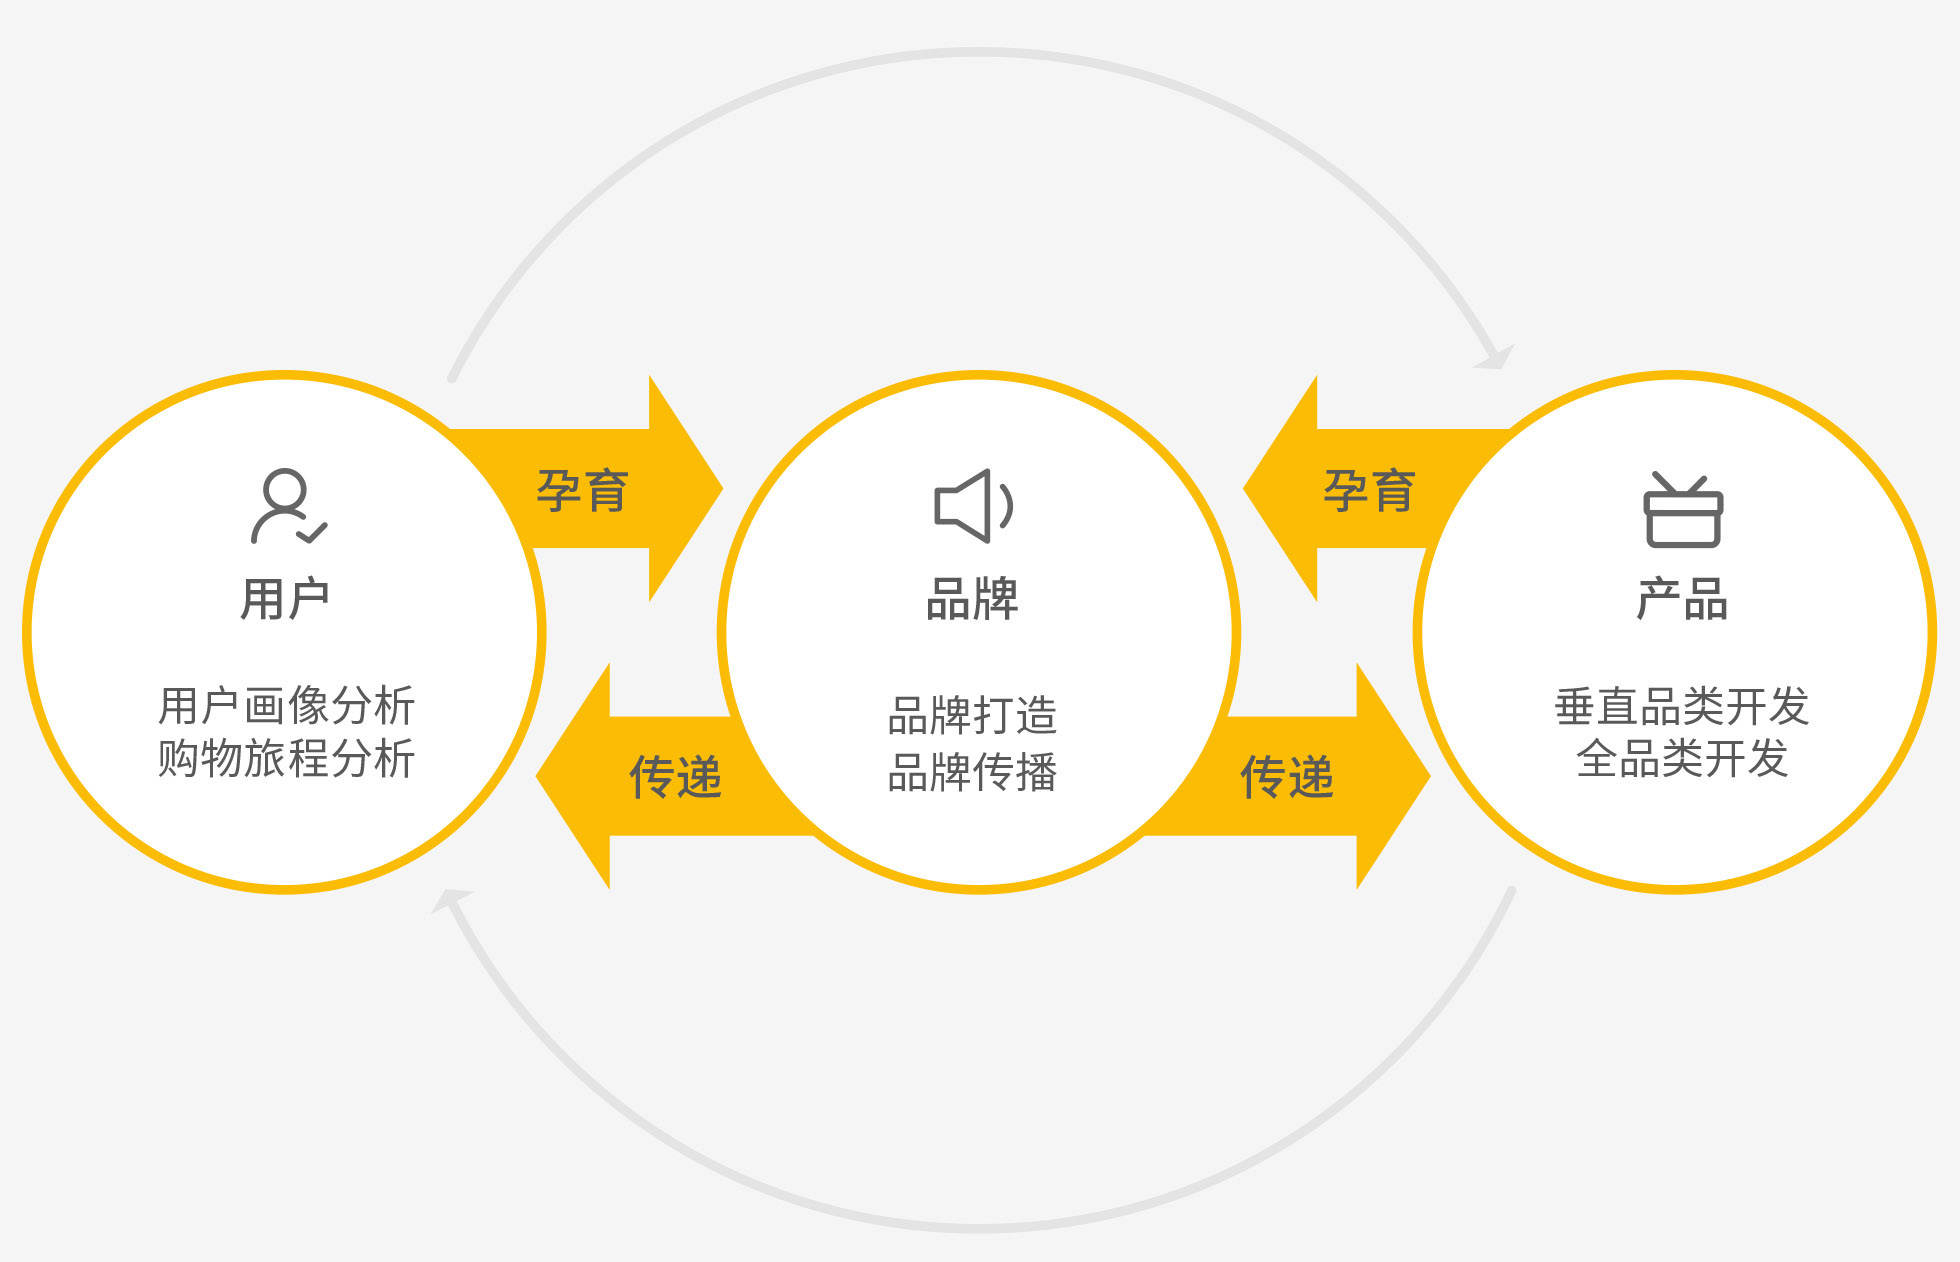 孕育
孕育
用户
品牌
产品
用户画像分析
购物旅程分析
品牌打造
品牌传播
垂直品类开发
全品类开发
传递
传递